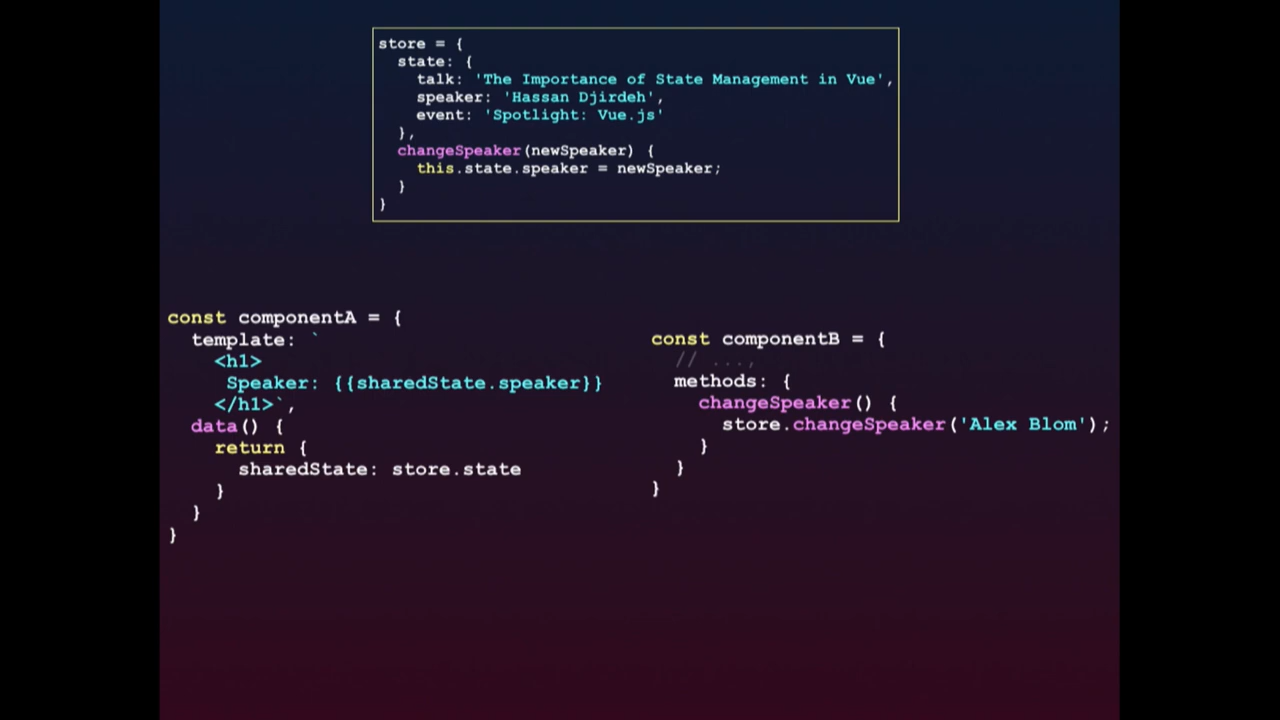 store = {
  state: {
    talk: 'The Importance of State Management in Vue',
    speaker: 'Hassan Djirdeh',
    event: 'Spotlight: Vue.js'
  },
  changeSpeaker(newSpeaker) {
    this.state.speaker = newSpeaker;
  }
}
const componentA = {
  template: `
    <h1>
     Speaker: {{sharedState.speaker}}
    </h1>`,
  data() {
    return {
      sharedState: store.state
    }
  }
}
const componentB = {
  // ...,
  methods: {
    changeSpeaker() {
      store.changeSpeaker('Alex Blom');
    }
  }
}